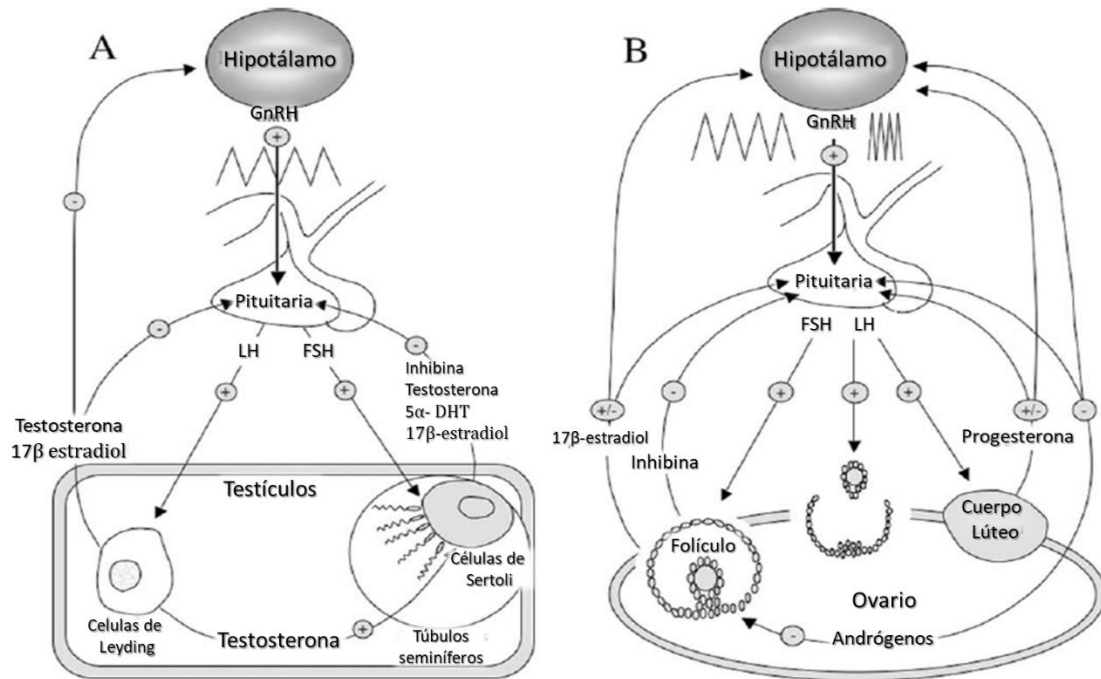 A
Hipotálamo
GnRH
+
-
Pituitaria
-
-
LH
FSH
+
+
Inhibina
Testosterona
5α- DHT
17β-estradiol
Testosterona
17β estradiol
Testículos
Células de
Sertoli
Celulas de
Leyding
Testosterona
+
Túbulos
seminíferos
B
Hipotálamo
GnRH
+
Pituitaria
FSH
LH
+/-
-
+
+
+
+/-
-
17β-estradiol
Inhibina
Progesterona
Cuerpo
Lúteo
Folículo
Ovario
-
Andrógenos